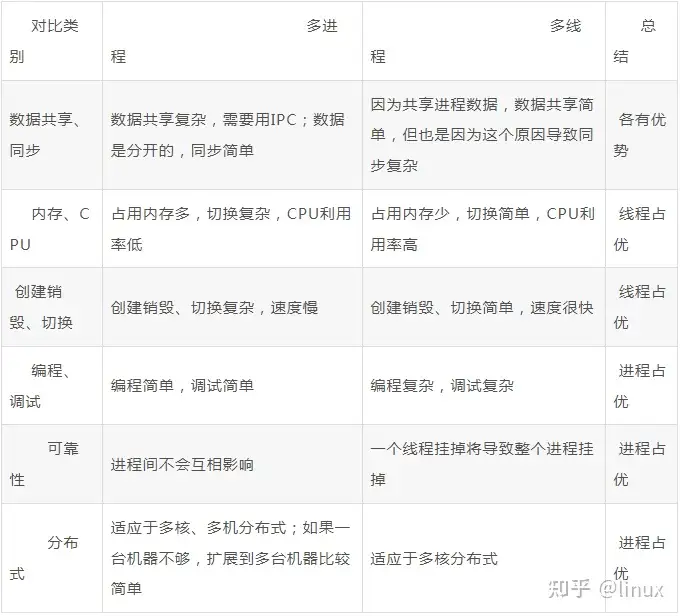 对比类
别
多进
程
多线
程
总
结
数据共享、
同步
数据共享复杂，需要用IPC；数据
是分开的，同步简单
因为共享进程数据，数据共享简
单，但也是因为这个原因导致同
步复杂
各有优
势
内存、C
PU
占用内存多，切换复杂，CPU利用
率低
占用内存少，切换简单，CPU利
用率高
线程占
优
创建销
毁、切换
创建销毁、切换复杂，速度慢
创建销毁、切换简单，速度很快
线程占
优
编程、
调试
编程简单，调试简单
编程复杂，调试复杂
进程占
优
可靠
性
进程间不会互相影响
一个线程挂掉将导致整个进程挂
掉
进程占
优
分布
式
适应于多核、多机分布式；如果一
台机器不够，扩展到多台机器比较
简单
适应于多核分布式
进程占
优
知乎 @linux